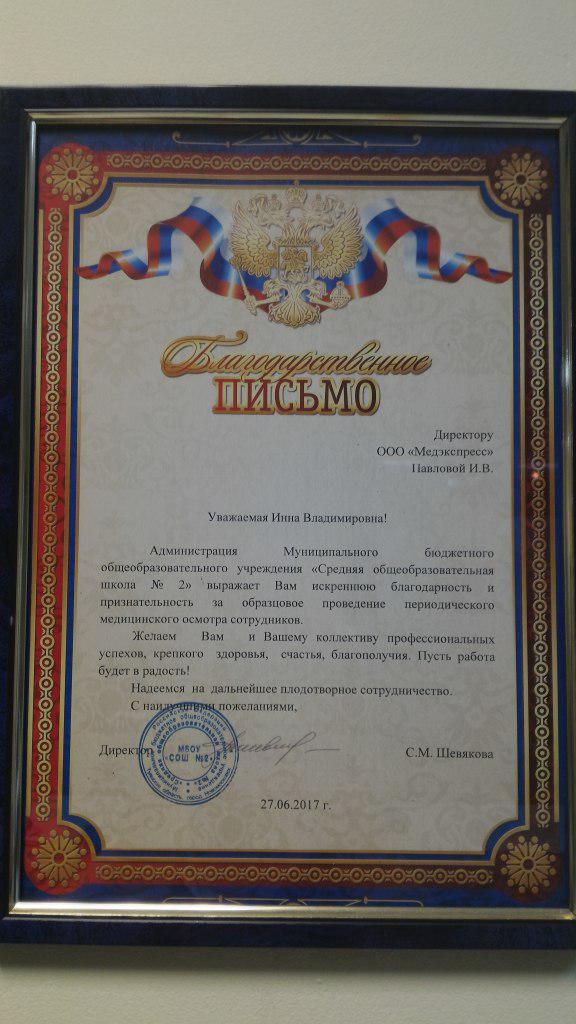 Благодарственное
ПИСЬМО
Директору
ООО «Медэкспресс»
Павловой И.В.
Уважаемая Инна Владимировна!
Администрация Муниципального бюджетного
общеобразовательного учреждения «Средняя общеобразовательная
школа № 2» выражает Вам искреннюю благодарность и
признательность за образцовое проведение периодического
медицинского осмотра сотрудников.
Желаем Вам и Вашему коллективу профессиональных
успехов, крепкого здоровья, счастья, благополучия. Пусть работа
будет в радость!
Надеемся на дальнейшее плодотворное сотрудничество.
С наилучшими пожеланиями,
Директор
МБОУ
СОШ №2
С.М. Шевякова
27.06.2017 г.